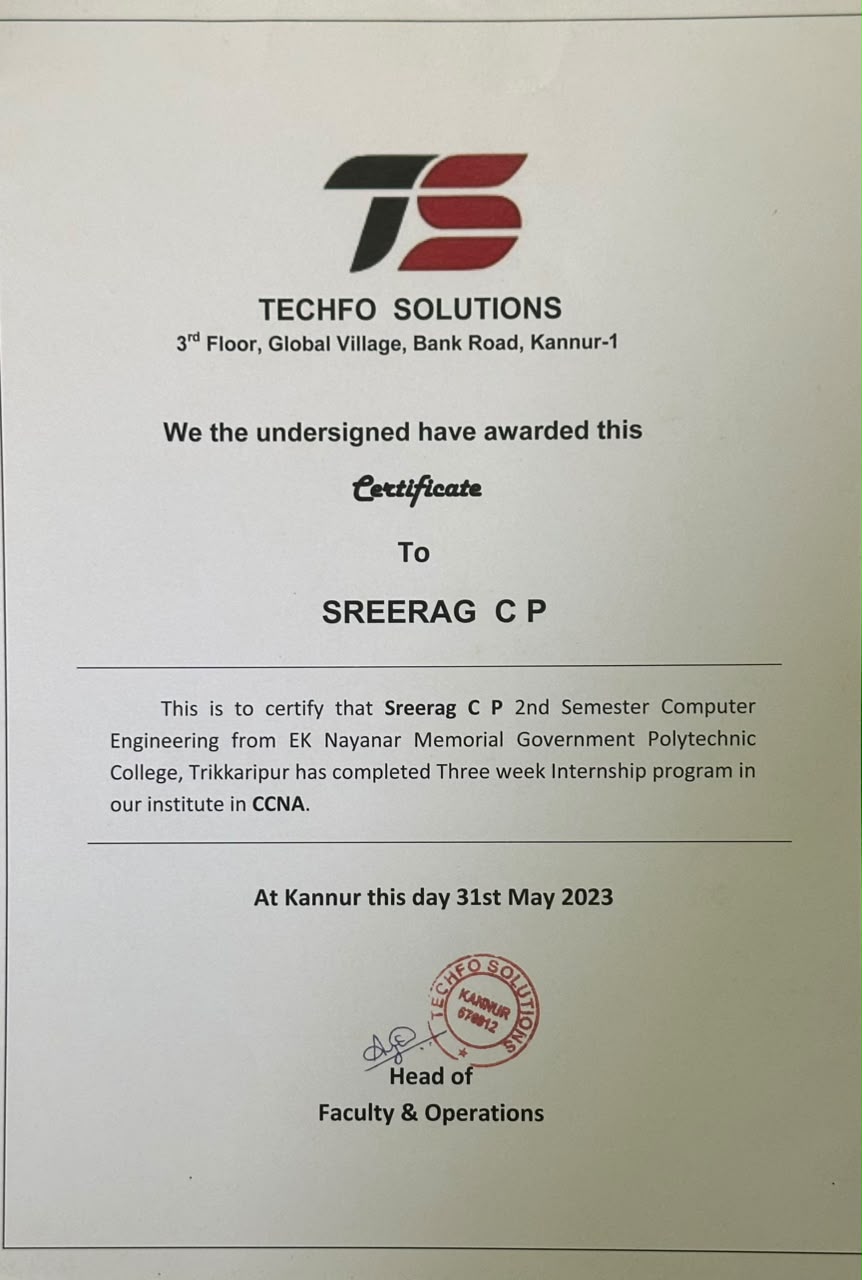 TS
TECHFO SOLUTIONS
3rd Floor, Global Village, Bank Road, Kannur-1
We the undersigned have awarded this
Certificate
To
SREERAG C P
This is to certify that Sreerag C P 2nd Semester Computer
Engineering from EK Nayanar Memorial Government Polytechnic
College, Trikkaripur has completed Three week Internship program in
our institute in CCNA.
At Kannur this day 31st May 2023
TECHFO SOLUTIONS
KANNUR
Head of
Faculty & Operations